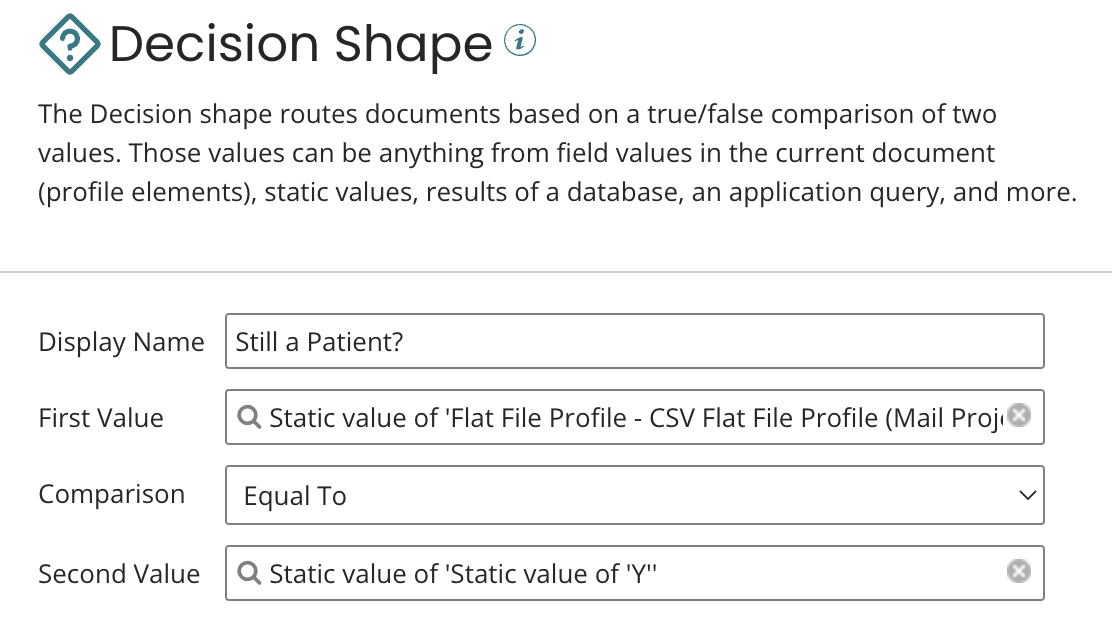 Decision Shape
The Decision shape routes documents based on a true/false comparison of two
values. Those values can be anything from field values in the current document
(profile elements), static values, results of a database, an application query, and more.
Display Name Still a Patient?
First Value Static value of 'Flat File Profile - CSV Flat File Profile (Mail Proj
Comparison Equal To
Second Value Static value of 'Static value of 'Y''